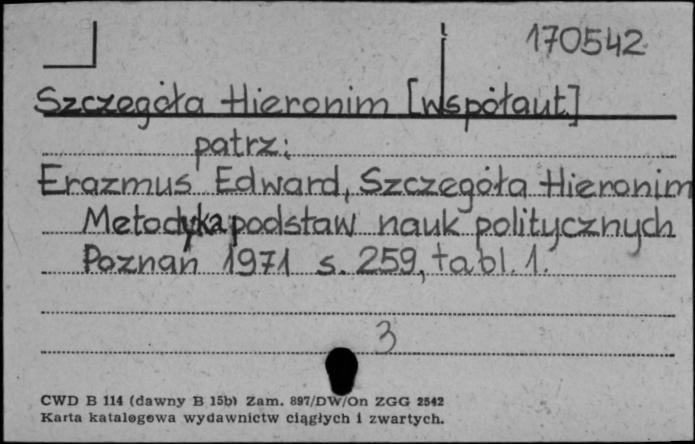 170542
Szczegóła Hieronim [współaut.]
patrz:
Erazmus Edward, Szczegóła Hieronim
Metodyka podstaw nauk politycznych
Poznań 1971 s. 259, tabl. 1.
3
CWD B 114 (dawny B 15b) Zam. 897/DW/On ZGG 2542
Karta katalogowa wydawnictw ciągłych i zwartych.